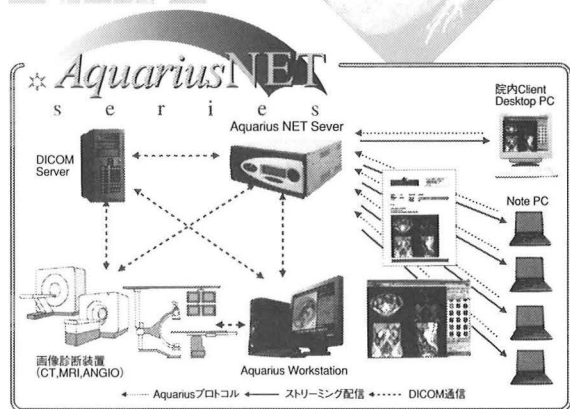 AquariusNET
series
Aquarius NET Sever
院内Client
Desktop PC
DICOM
Server
Note PC
画像診断装置
(CT,MRI,ANGIO)
Aquarius Workstation
Aquariusプロトコル
ストリーミング配信
DICOM通信